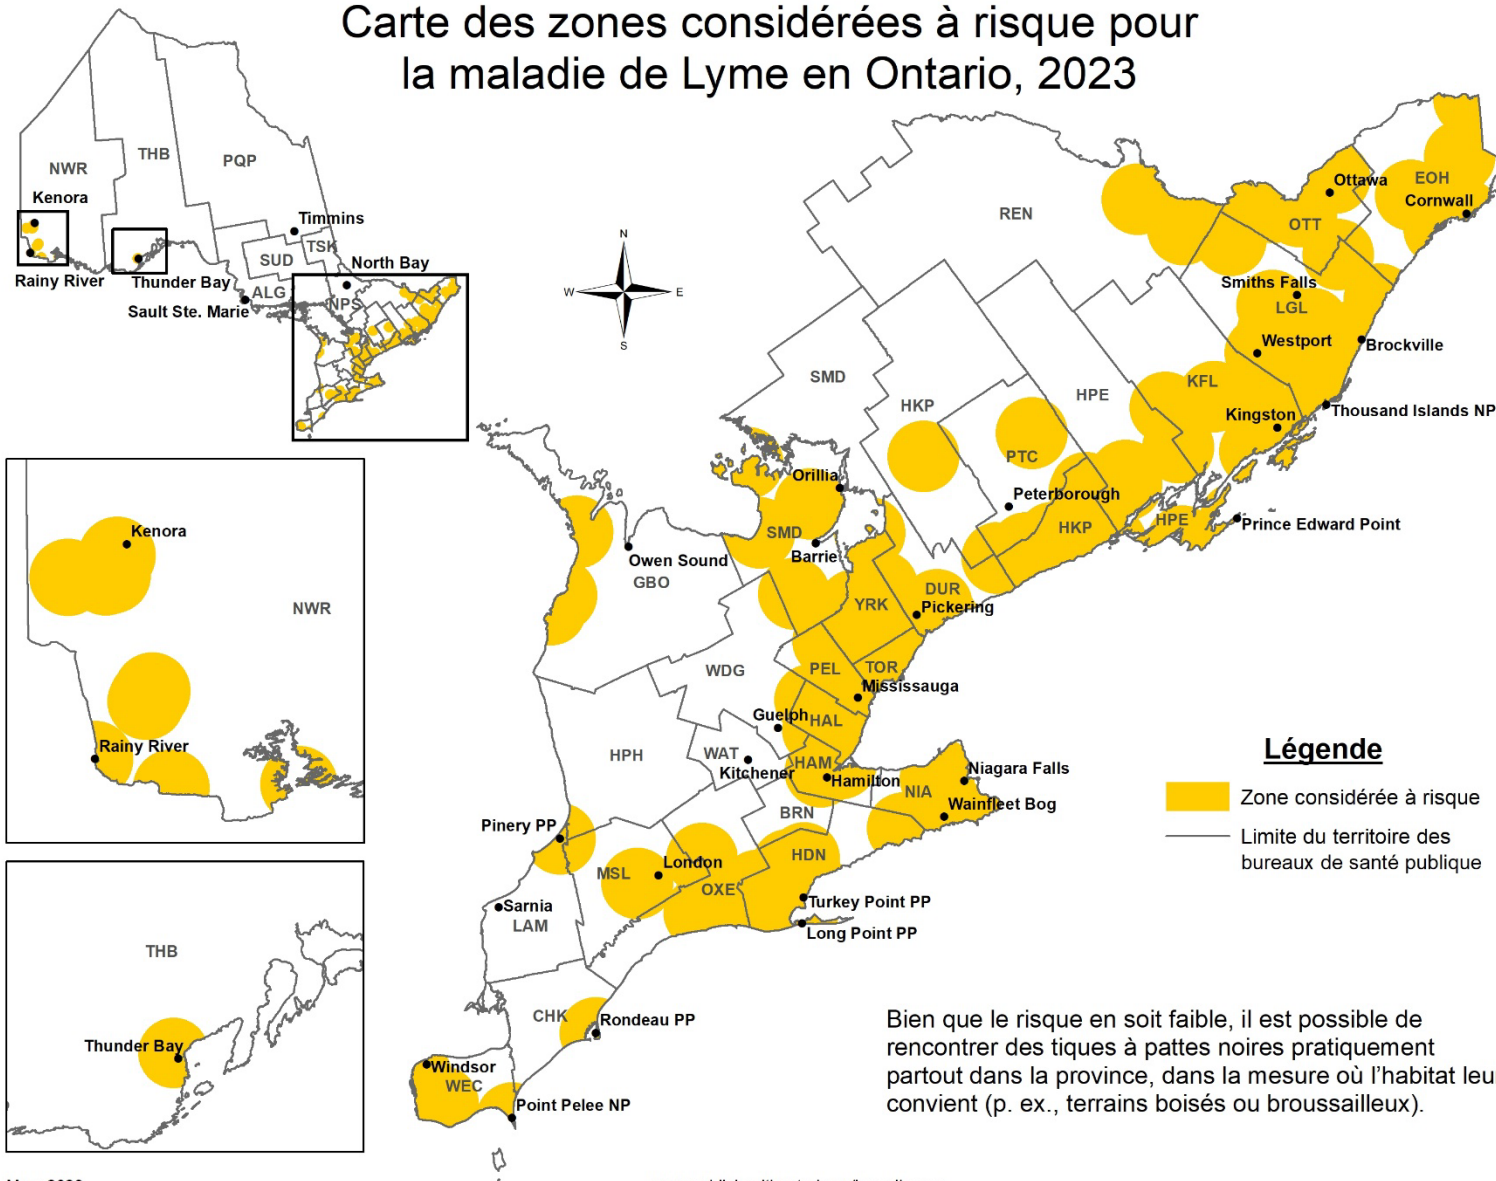 Carte des zones considérées à risque pour
la maladie de Lyme en Ontario, 2023
NWR
THB
PQP
Kenora
Timmins
TSK
SUD
North Bay
Rainy River
Thunder Bay
ALG
NPS
Sault Ste. Marie
N
W
E
S
REN
Ottawa
EOH
Cornwall
OTT
Smiths Falls
LGL
Westport
Brockville
SMD
HKP
HPE
KFL
Kingston
Thousand Islands NP
PTC
Orillia
Peterborough
SMD
HKP
HPE
Prince Edward Point
Barrie
Owen Sound
GBO
DUR
YRK
Pickering
WDG
PEL
TOR
Mississauga
Guelph
HAL
HPH
WAT
Kitchener
HAM
Hamilton
Niagara Falls
NIA
Wainfleet Bog
BRN
Pinery PP
HDN
London
MSL
OXE
Turkey Point PP
Sarnia
LAM
Long Point PP
CHK
Rondeau PP
Windsor
WEC
Point Pelee NP
Kenora
NWR
Rainy River
THB
Thunder Bay
Légende
Zone considérée à risque
Limite du territoire des
bureaux de santé publique
Bien que le risque en soit faible, il est possible de
rencontrer des tiques à pattes noires pratiquement
partout dans la province, dans la mesure où l'habitat leu
convient (p. ex., terrains boisés ou broussailleux).